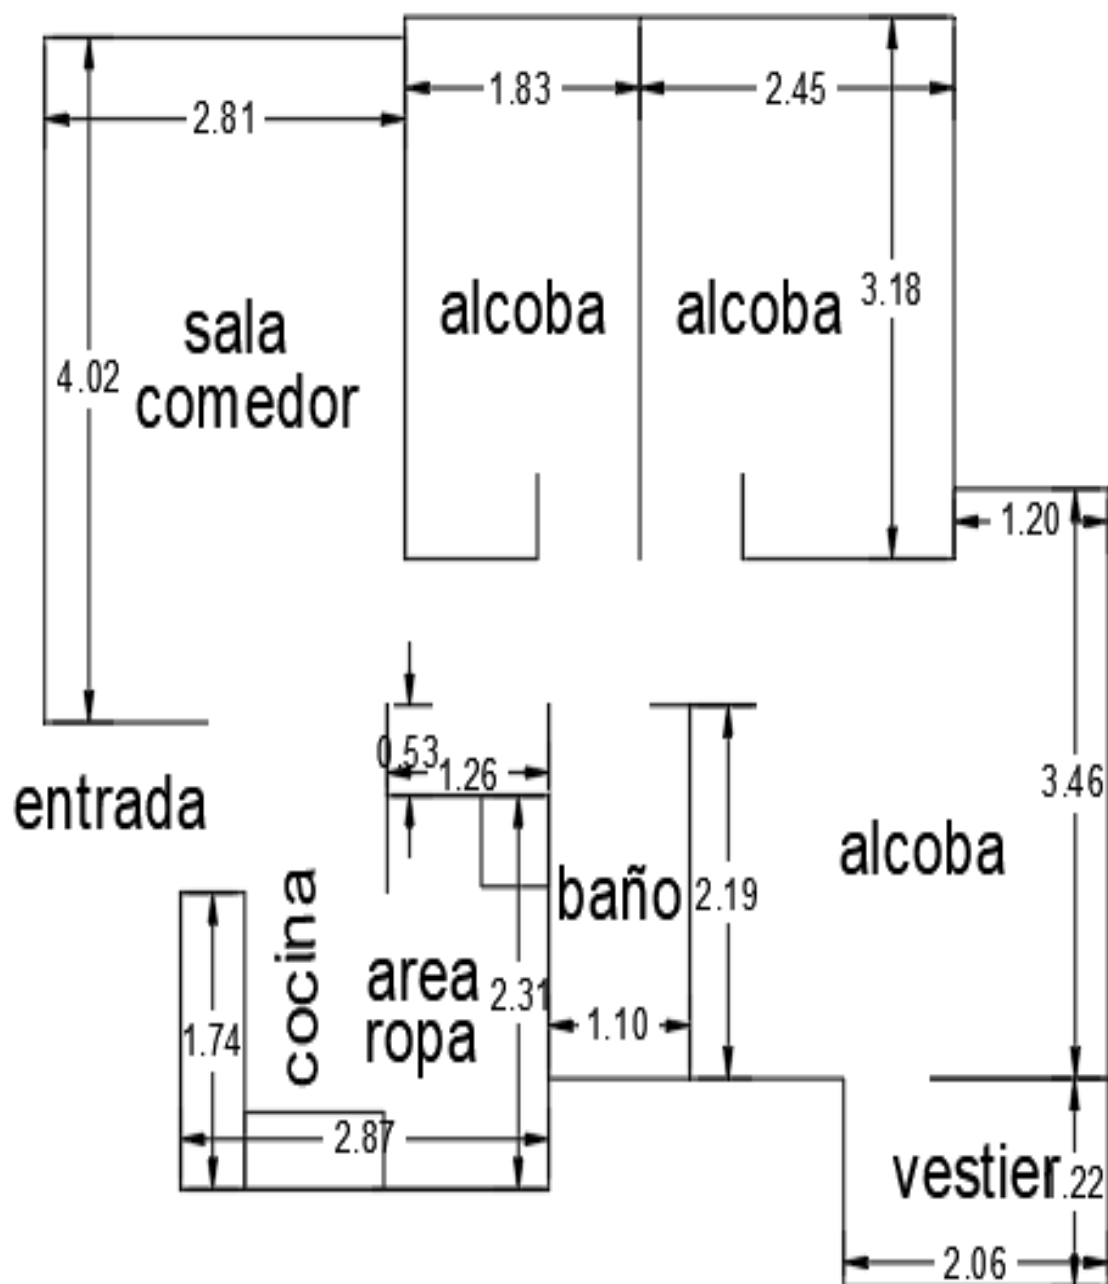 1.83
2.45
2.81
3.18
alcoba
alcoba
sala
comedor
4.02
1.20
0.53
1.26
3.46
entrada
alcoba
baño
2.19
cocina
area
ropa
2.31
1.10
1.74
2.87
vestier
.22
2.06